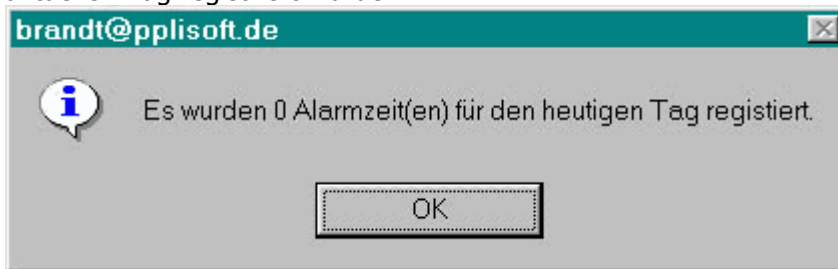 brandt@pplisoft.de
Es wurden 0 Alarmzeit(en) für den heutigen Tag registiert.
OK